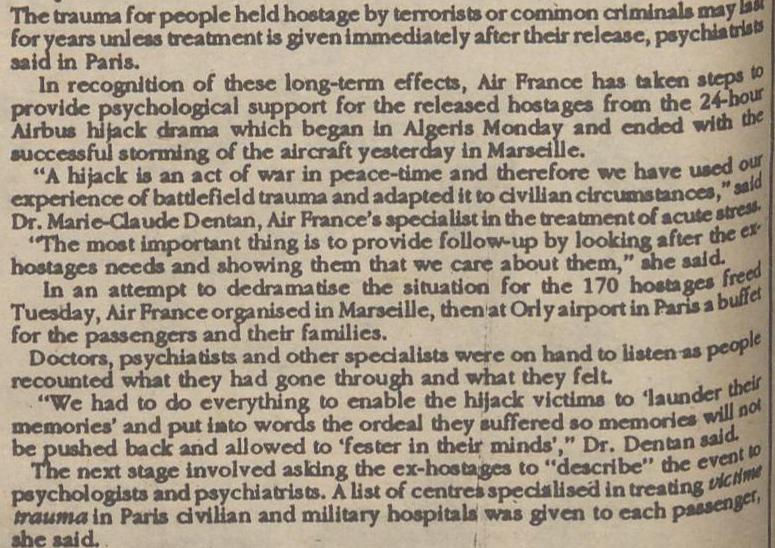 The trauma for people held hostage by terrorists or common criminals may last
for years unless treatment is given immediately after their release, psychiatrists
said in Paris.
In recognition of these long-term effects, Air France has taken steps to
provide psychological support for the released hostages from the 24-hour
Airbus hijack drama which began in Algeris Monday and ended with the
successful storming of the aircraft yesterday in Marseille.
“A hijack is an act of war in peace-time and therefore we have used our
experience of battlefield trauma and adapted it to civilian circumstances,” said
Dr. Marie-Claude Dentan, Air France’s specialist in the treatment of acute stress.
“The most important thing is to provide follow-up by looking after the ex-
hostages needs and showing them that we care about them,” she said.
In an attempt to dedramatise the situation for the 170 hostages freed
Tuesday, Air France organised in Marseille, then at Orly airport in Paris a buffet
for the passengers and their families.
Doctors, psychiatists and other specialists were on hand to listen as people
recounted what they had gone through and what they felt.
“We had to do everything to enable the hijack victims to ‘launder their
memories’ and put into words the ordeal they suffered so memories will not
be pushed back and allowed to ‘fester in their minds’,” Dr. Dentan said.
The next stage involved asking the ex-hostages to “describe” the event to
psychologists and psychiatrists. A list of centres specialised in treating victime
trauma in Paris civilian and military hospitals was given to each passenger,
she said.